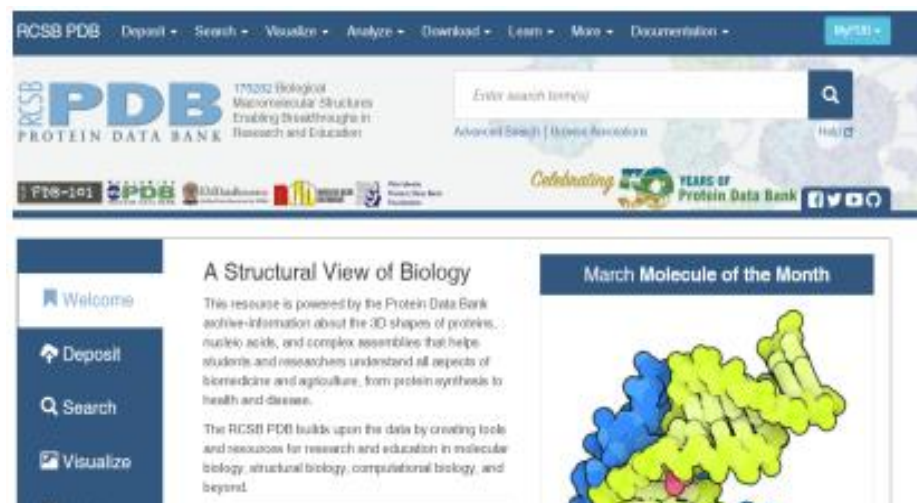 RCSB PDB Deposit Search Visualize Analyze Download Learn More Documentation MyPDB
RCSB
PDB
PROTEIN DATA BANK
Biological
Macromolecular Structures
Enabling Breakthroughs in
Research and Education
Enter search term(s)
Advanced Search | Browse Annotations
Help
PDB-101
PDB
EMDataResource
Celebrating 50 YEARS OF
Protein Data Bank
A Structural View of Biology
This resource is powered by the Protein Data Bank
archive-information about the 3D shapes of proteins,
nucleic acids, and complex assemblies that helps
students and researchers understand all aspects of
biomedicine and agriculture, from protein synthesis to
health and disease.
The RCSB PDB builds upon the data by creating tools
and resources for research and education in molecular
biology, structural biology, computational biology, and
beyond.
March Molecule of the Month
Welcome
Deposit
Search
Visualize